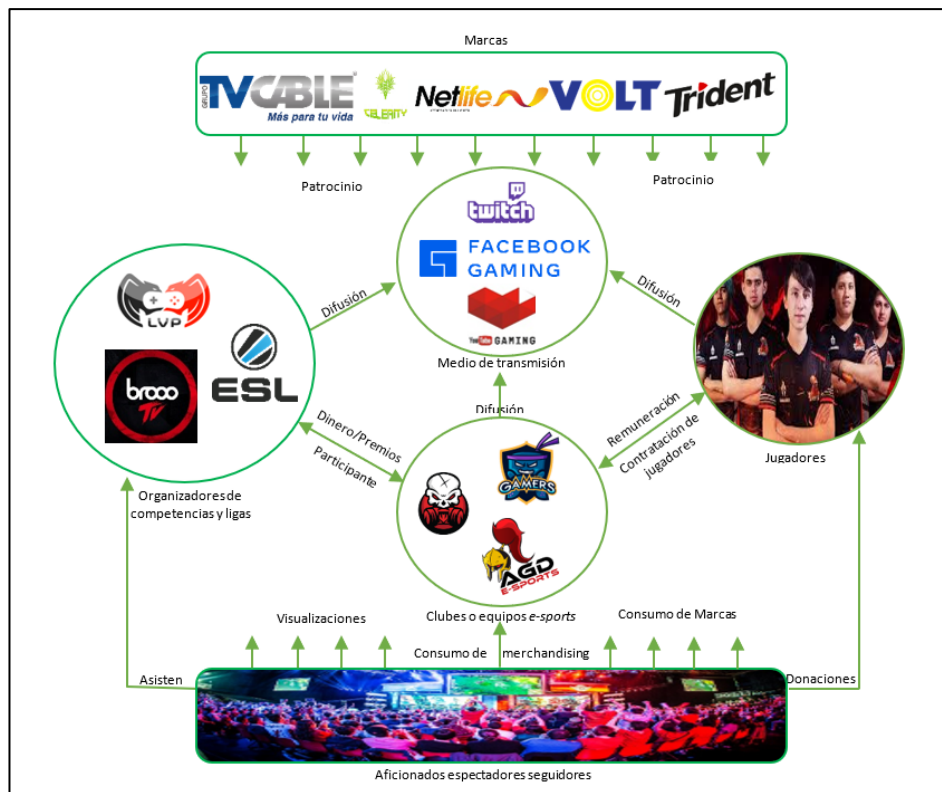 Marcas
GRUPO
TVCABLE
Más para tu vida
CELERITY
Netlife
VOLT
Trident
Patrocinio
Patrocinio
twitch
FACEBOOK
GAMING
YouTube GAMING
Medio de transmisión
Difusión
Difusión
Difusión
LVP
brooo
TV
ESL
Organizadores de
competencias y ligas
Dinero/Premios
Participante
Remuneración
Contratación de
jugadores
Jugadores
GAMERS
AGD
E-SPORTS
Clubes o equipos e-sports
Visualizaciones
Consumo de merchandising
Consumo de Marcas
Asisten
Donaciones
Aficionados espectadores seguidores